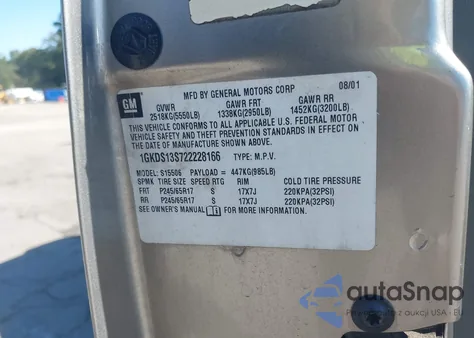 GM
MFD BY GENERAL MOTORS CORP 08/01
GVWR GAWR FRT GAWR RR
2518KG(5550LB) 1338KG(2950LB) 1452KG(3200LB)
THIS VEHICLE CONFORMS TO ALL APPLICABLE U.S. FEDERAL MOTOR
VEHICLE SAFETY AND THEFT PREVENTION STANDARDS IN EFFECT ON
THE DATE OF MANUFACTURE SHOWN ABOVE.
1GKDS13S722228166 TYPE: M.P.V.
MODEL: S15506 PAYLOAD = 447KG(985LB)
SPMK TIRE SIZE SPEED RTG RIM COLD TIRE PRESSURE
FRT P245/65R17 S 17X7J 220KPA(32PSI)
RR P245/65R17 S 17X7J 220KPA(32PSI)
SEE OWNER'S MANUAL FOR MORE INFORMATION.
autoSnap
Pojazdy z aukcji USA i EU